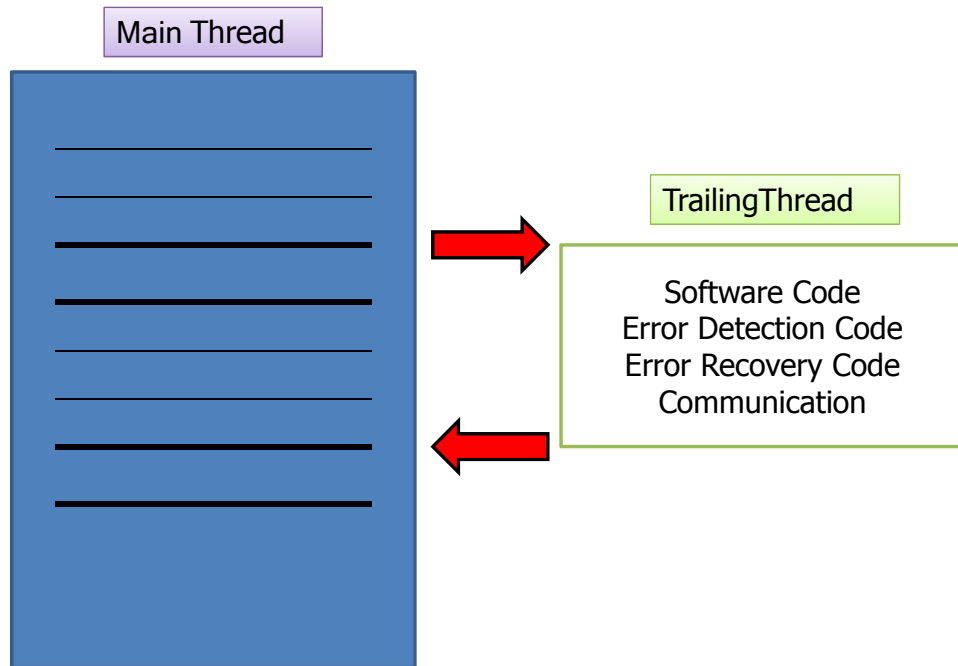 Main Thread
TrailingThread
Software Code
Error Detection Code
Error Recovery Code
Communication